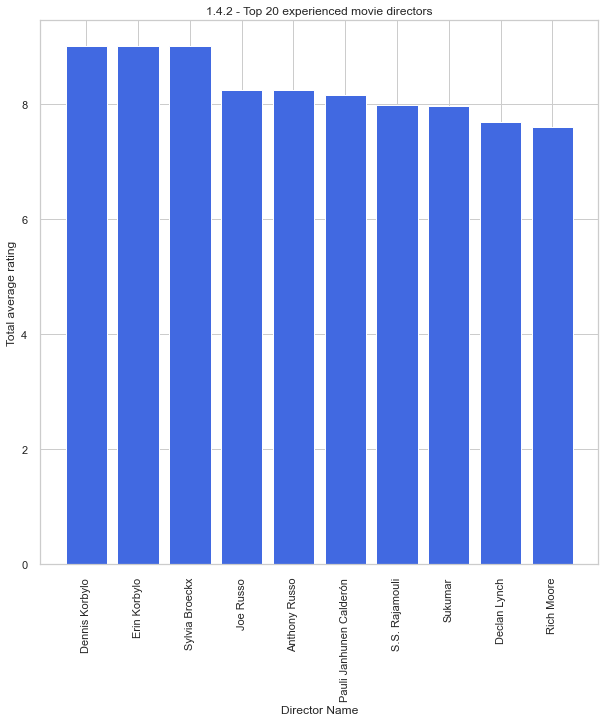 1.4.2 - Top 20 experienced movie directors
Total average rating
8
6
4
2
0
Dennis Korbylo
Erin Korbylo
Sylvia Broeckx
Joe Russo
Anthony Russo
Pauli Janhunen Calderón
S.S. Rajamouli
Sukumar
Declan Lynch
Rich Moore
Director Name